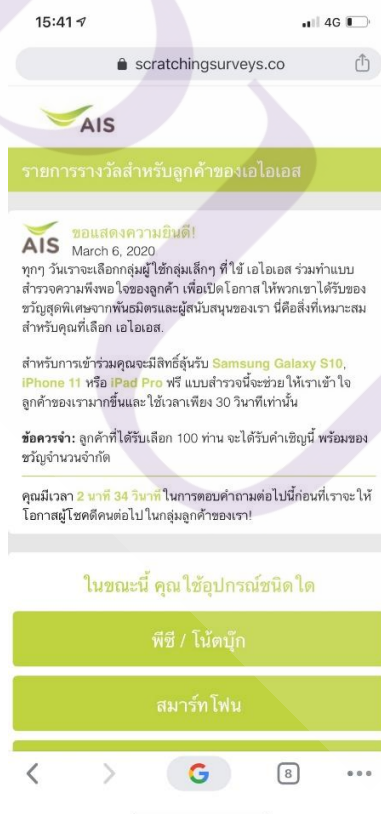 15:41
4G
scratchingsurveys.co
AIS
รายการรางวัลสำหรับลูกค้าของเอไอเอส
AIS
ขอแสดงความยินดี!
March 6, 2020
ทุกๆ วันเราจะเลือกกลุ่มผู้ใช้กลุ่มเล็กๆ ที่ใช้ เอไอเอส ร่วมทำแบบ
สำรวจความพึงพอใจของลูกค้า เพื่อเปิดโอกาสให้พวกเขาได้รับของ
ขวัญสุดพิเศษจากพันธมิตรและผู้สนับสนุนของเรา นี่คือสิ่งที่เหมาะสม
สำหรับคุณที่เลือก เอไอเอส.
สำหรับการเข้าร่วมคุณจะมีสิทธิ์ลุ้นรับ Samsung Galaxy S10,
iPhone 11 หรือ iPad Pro ฟรี แบบสำรวจนี้จะช่วยให้เราเข้าใจ
ลูกค้าของเรามากขึ้นและใช้เวลาเพียง 30 วินาทีเท่านั้น
ข้อควรจำ: ลูกค้าที่ได้รับเลือก 100 ท่าน จะได้รับคำเชิญนี้ พร้อมของ
ขวัญจำนวนจำกัด
คุณมีเวลา 2 นาที 34 วินาที ในการตอบคำถามต่อไปนี้ก่อนที่เราจะให้
โอกาสผู้โชคดีคนต่อไปในกลุ่มลูกค้าของเรา!
ในขณะนี้ คุณใช้อุปกรณ์ชนิดใด
พีซี / โน้ตบุ๊ก
สมาร์ทโฟน
8